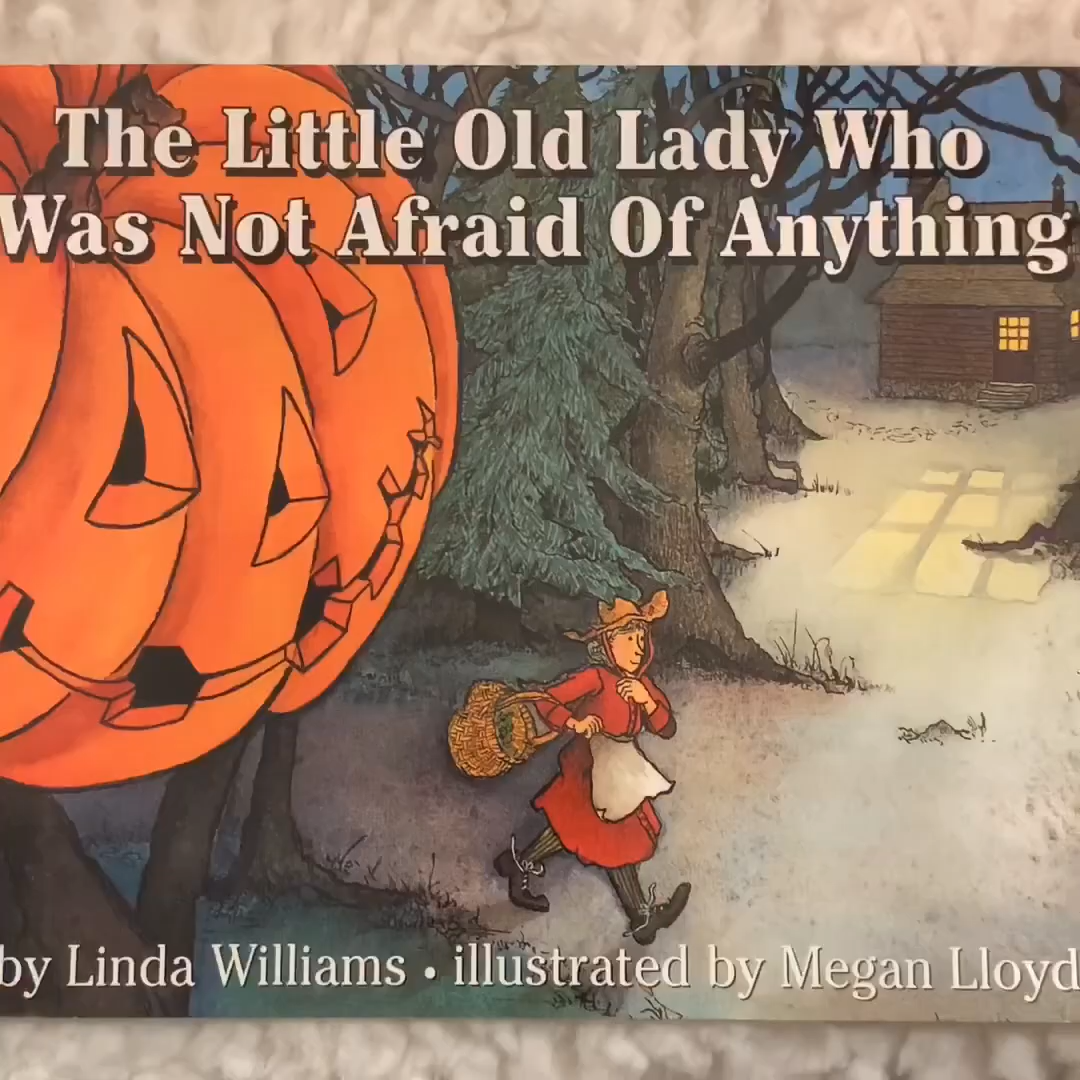 The Little Old Lady Who
Was Not Afraid Of Anything
by Linda Williams • illustrated by Megan Lloyd